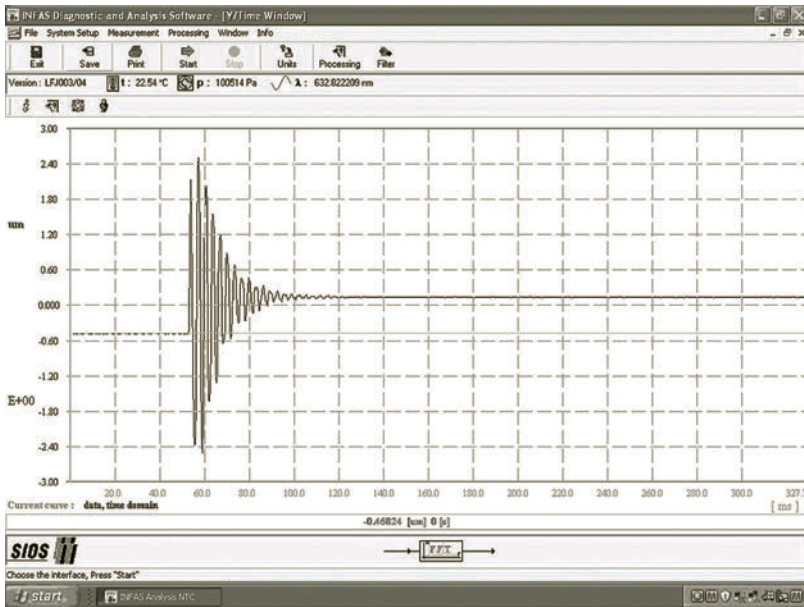 INFAS Diagnostic and Analysis Software - [Y/Time Window]
File System Setup Measurement Processing Window Info
Exit Save Print Start Stop Units Processing Filter
Version : LFJ003/04 t : 22.54 °C p : 100514 Pa λ : 632.822209 nm
3.00
2.40
1.80
um
1.20
0.60
0.000
-0.60
-1.20
E+00
-1.80
-2.40
-3.00
20.0 40.0 60.0 80.0 100.0 120.0 140.0 160.0 180.0 200.0 220.0 240.0 260.0 280.0 300.0 327.
Current curve : data, time domain [ ms ]
-0.46824 [um] 0 [s]
SIOS FFT
Choose the interface, Press "Start"
start INFAS Analysis NTC